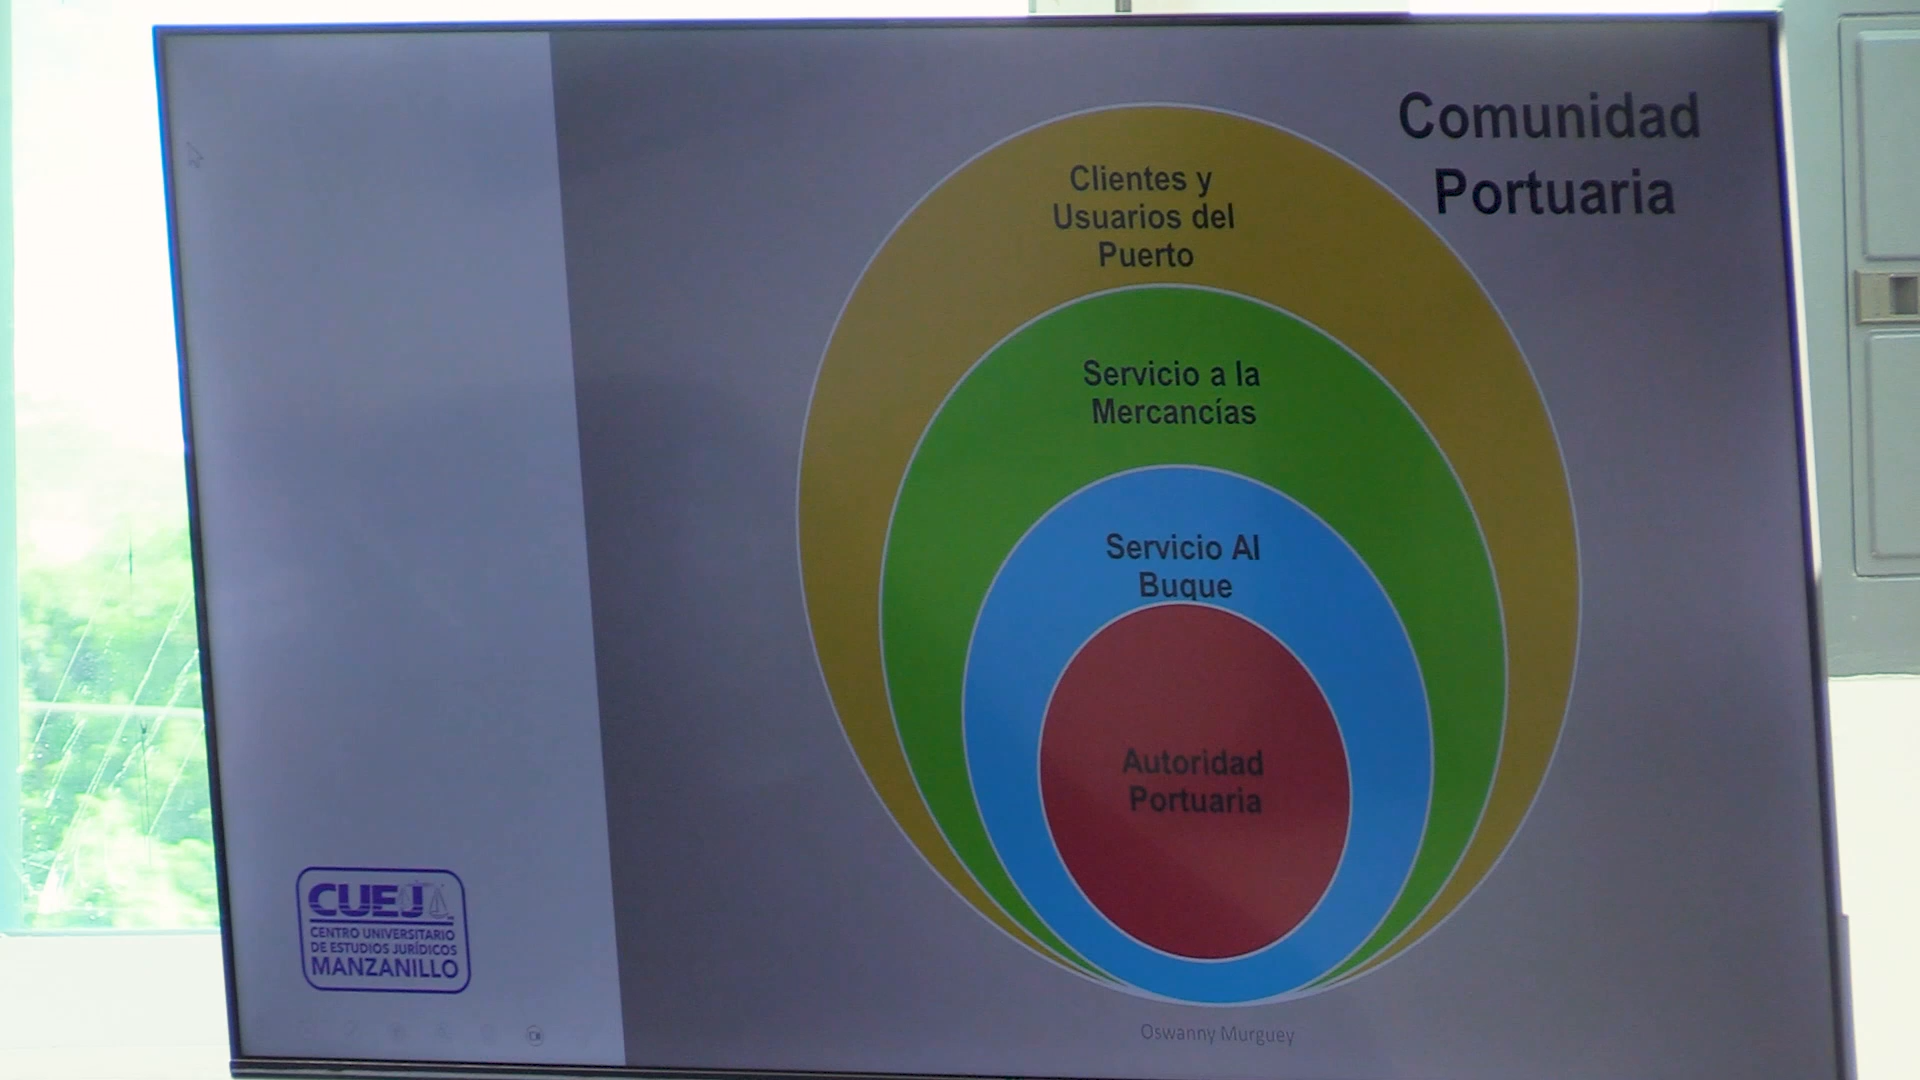 Comunidad
Portuaria
Clientes y
Usuarios del
Puerto
Servicio a la
Mercancías
Servicio Al
Buque
Autoridad
Portuaria
CUEJ
CENTRO UNIVERSITARIO
DE ESTUDIOS JURÍDICOS
MANZANILLO
Oswanny Murguey